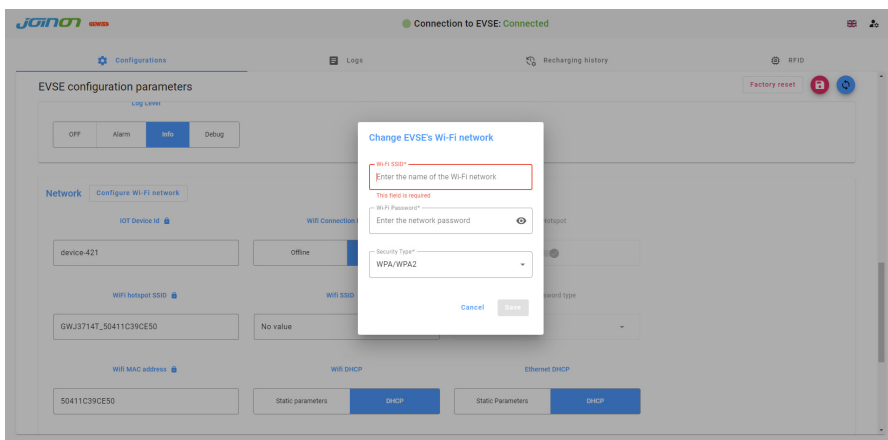 JOINON GEWISS
Connection to EVSE: Connected
Configurations
Logs
Recharging history
RFID
EVSE configuration parameters
Factory reset
Log Level
OFF Alarm Info Debug
Change EVSE's Wi-Fi network
Wi-Fi SSID*
Enter the name of the Wi-Fi network
This field is required
Wi-Fi Password*
Enter the network password
Security Type*
WPA/WPA2
Cancel Save
Network Configure Wi-Fi network
IOT Device Id
Wifi Connection
Hotspot
device-421
Offline
WiFi hotspot SSID
Wifi SSID
GWJ3714T_50411C39CE50
No value
Wifi MAC address
Wifi DHCP
Ethernet DHCP
50411C39CE50
Static parameters DHCP
Static Parameters DHCP